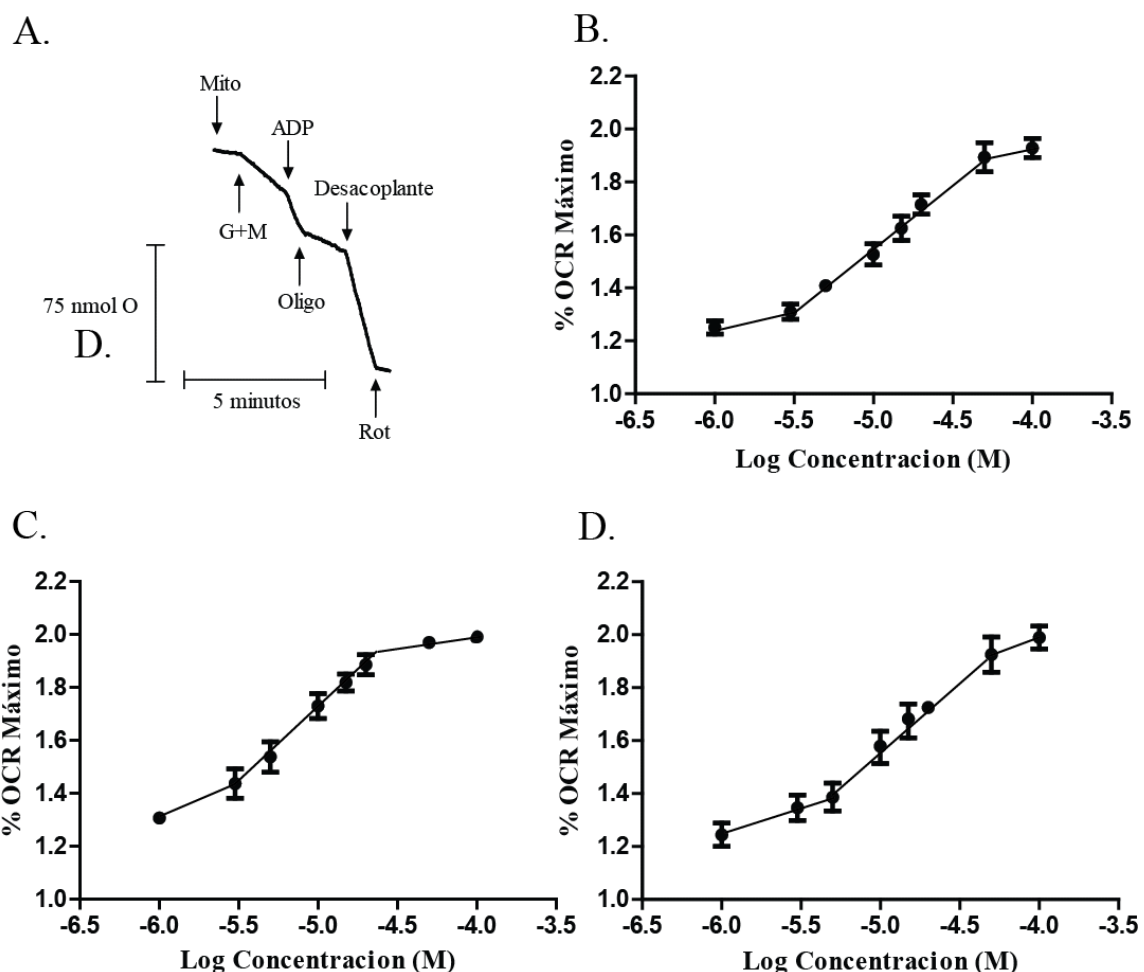 A.
Mito
ADP
Desacoplante
G+M
Oligo
75 nmol O
D.
5 minutos
Rot
B.
2.2
2.0
1.8
1.6
1.4
1.2
1.0
% OCR Máximo
-6.5 -6.0 -5.5 -5.0 -4.5 -4.0 -3.5
Log Concentracion (M)
C.
2.2
2.0
1.8
1.6
1.4
1.2
1.0
% OCR Máximo
-6.5 -6.0 -5.5 -5.0 -4.5 -4.0 -3.5
Log Concentracion (M)
D.
2.2
2.0
1.8
1.6
1.4
1.2
1.0
% OCR Máximo
-6.5 -6.0 -5.5 -5.0 -4.5 -4.0 -3.5
Log Concentracion (M)